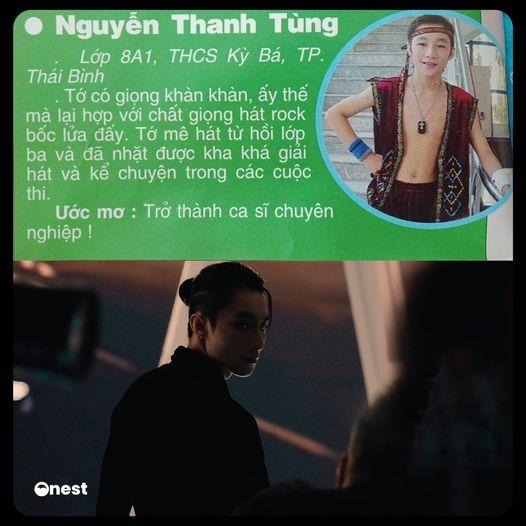 ● Nguyễn Thanh Tùng
. Lớp 8A1, THCS Kỳ Bá, TP.
Thái Bình
. Tớ có giọng khàn khàn, ấy thế
mà lại hợp với chất giọng hát rock
bốc lửa đấy. Tớ mê hát từ hồi lớp
ba và đã nhặt được kha khá giải
hát và kể chuyện trong các cuộc
thi.
Ước mơ : Trở thành ca sĩ chuyên
nghiệp !
Onest